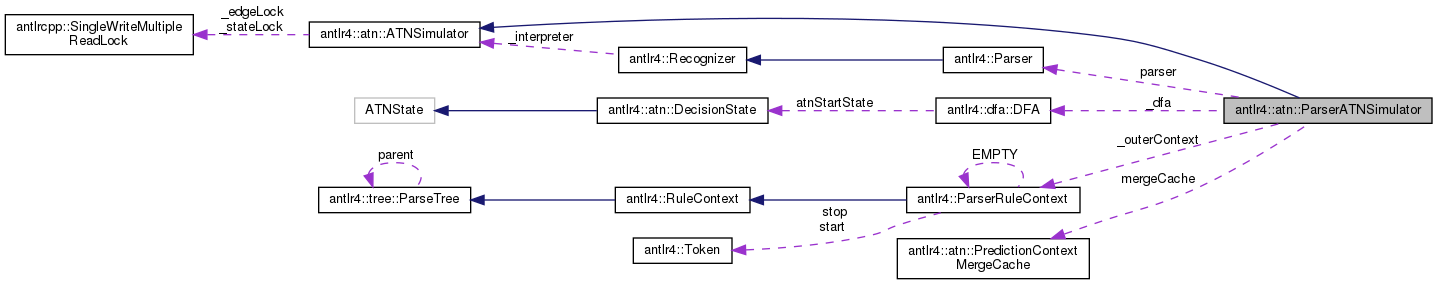 _edgeLock
_stateLock
antlrcpp::SingleWriteMultiple
ReadLock
antlr4::atn::ATNSimulator
_interpreter
antlr4::Recognizer
antlr4::Parser
parser
ATNState
antlr4::atn::DecisionState
atnStartState
antlr4::dfa::DFA
_dfa
antlr4::atn::ParserATNSimulator
_outerContext
parent
EMPTY
mergeCache
antlr4::tree::ParseTree
antlr4::RuleContext
antlr4::ParserRuleContext
stop
start
antlr4::Token
antlr4::atn::PredictionContext
MergeCache